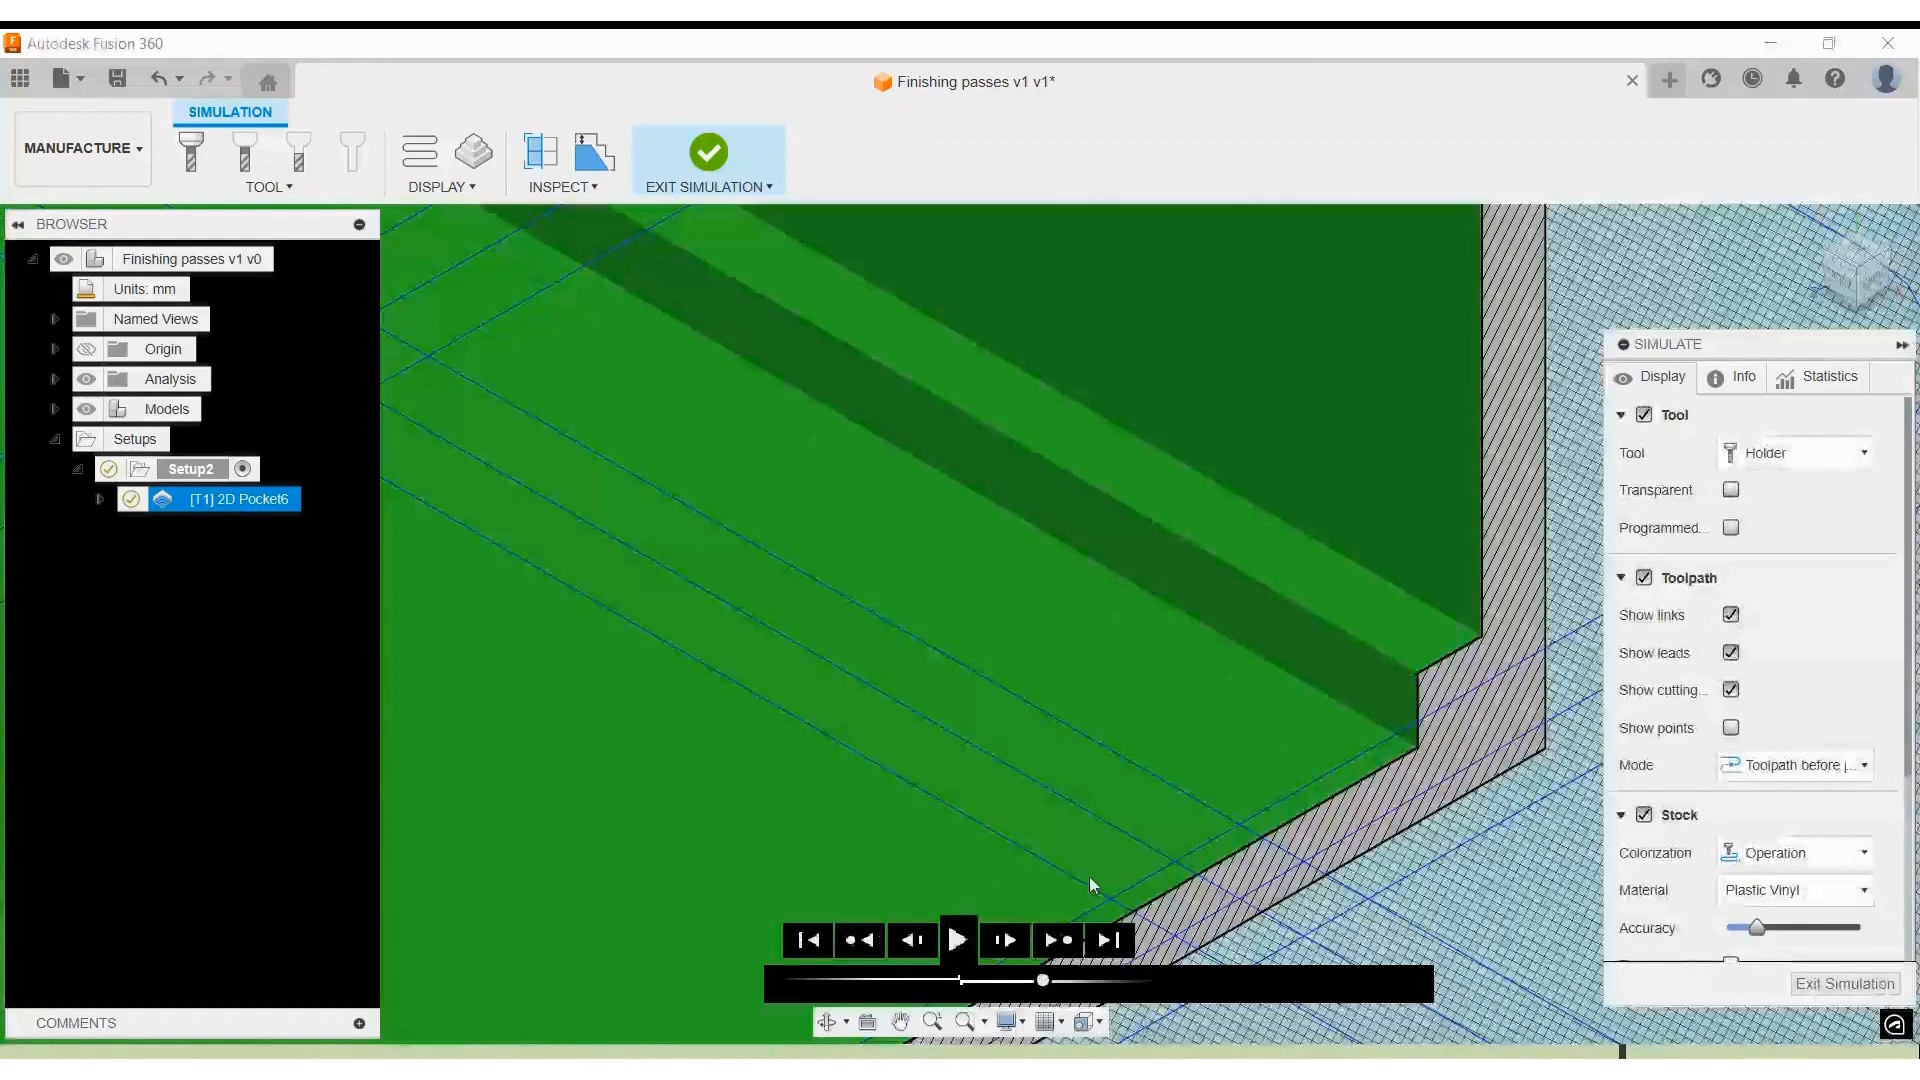 Autodesk Fusion 360
Finishing passes v1 v1*
SIMULATION
MANUFACTURE
TOOL
DISPLAY
INSPECT
EXIT SIMULATION
BROWSER
Finishing passes v1 v0
Units: mm
Named Views
Origin
Analysis
Models
Setups
Setup2
[T1] 2D Pocket6
COMMENTS
SIMULATE
Display Info Statistics
Tool
Tool Holder
Transparent
Programmed...
Toolpath
Show links
Show leads
Show cutting...
Show points
Mode Toolpath before
Stock
Colorization Operation
Material Plastic Vinyl
Accuracy
Exit Simulation